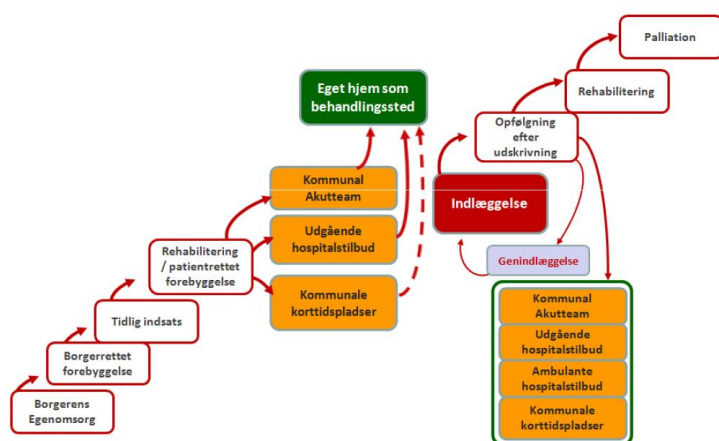 Palliation
Rehabilitering
Opfølgning
efter
udskrivning
Eget hjem som
behandlingssted
Kommunal
Akutteam
Indlæggelse
Udgående
hospitalstilbud
Rehabilitering
/ patientrettet
forebyggelse
Genindlæggelse
Kommunale
korttidspladser
Tidlig indsats
Borgerrettet
forebyggelse
Borgerens
Egenomsorg
Kommunal
Akutteam
Udgående
hospitalstilbud
Ambulante
hospitalstilbud
Kommunale
korttidspladser